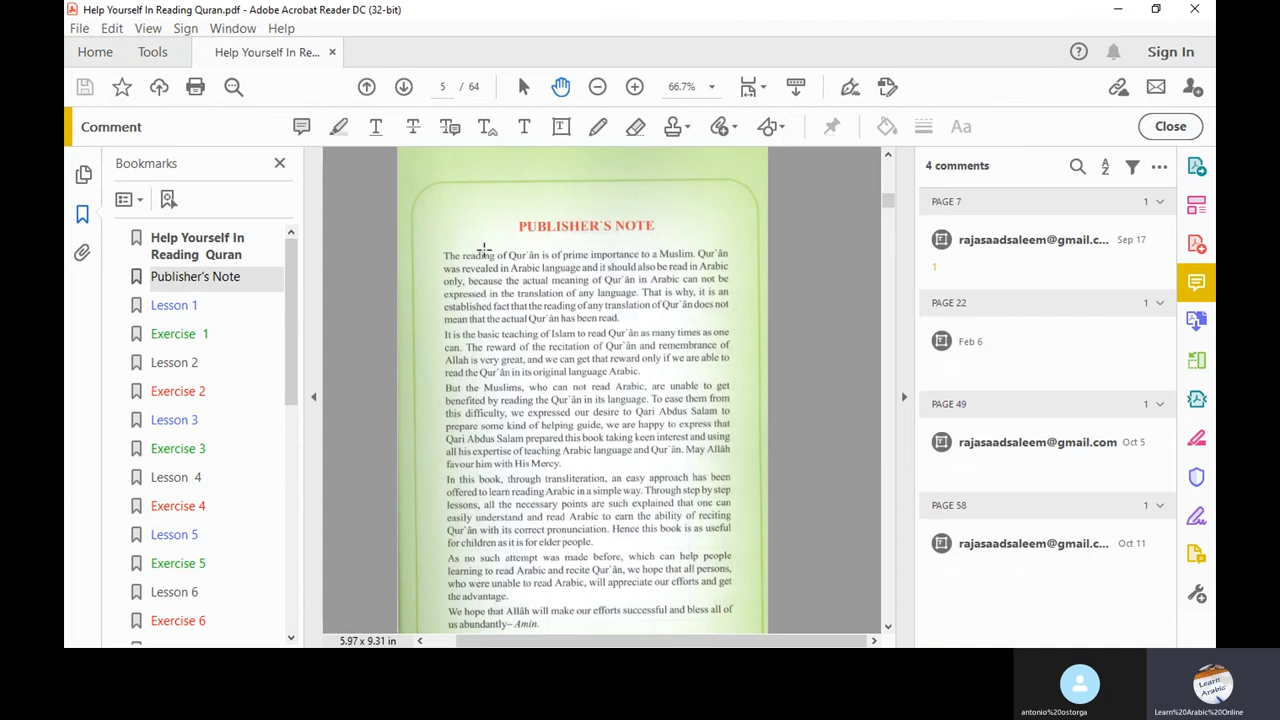 Help Yourself In Reading Quran.pdf - Adobe Acrobat Reader DC (32-bit)
File Edit View Sign Window Help
Home Tools Help Yourself In Re... × Sign In
5 / 64 66.7%
Comment Close
Bookmarks
Help Yourself In
Reading Quran
Publisher's Note
Lesson 1
Exercise 1
Lesson 2
Exercise 2
Lesson 3
Exercise 3
Lesson 4
Exercise 4
Lesson 5
Exercise 5
Lesson 6
Exercise 6
PUBLISHER`S NOTE
The reading of Qur`ân is of prime importance to a Muslim. Qur`ân
was revealed in Arabic language and it should also be read in Arabic
only, because the actual meaning of Qur`ân in Arabic can not be
expressed in the translation of any language. That is why, it is an
established fact that the reading of any translation of Qur`ân does not
mean that the actual Qur`ân has been read.
It is the basic teaching of Islam to read Qur`ân as many times as one
can. The reward of the recitation of Qur`ân and remembrance of
Allah is very great, and we can get that reward only if we are able to
read the Qur`ân in its original language Arabic.
But the Muslims, who can not read Arabic, are unable to get
benefited by reading the Qur`ân in its language. To ease them from
this difficulty, we expressed our desire to Qari Abdus Salam to
prepare some kind of helping guide, we are happy to express that
Qari Abdus Salam prepared this book taking keen interest and using
all his expertise of teaching Arabic language and Qur`ân. May Allâh
favour him with His Mercy.
In this book, through transliteration, an easy approach has been
offered to learn reading Arabic in a simple way. Through step by step
lessons, all the necessary points are such explained that one can
easily understand and read Arabic to earn the ability of reciting
Qur`ân with its correct pronunciation. Hence this book is as useful
for children as it is for elder people.
As no such attempt was made before, which can help people
learning to read Arabic and recite Qur`ân, we hope that all persons,
who were unable to read Arabic, will appreciate our efforts and get
the advantage.
We hope that Allâh will make our efforts successful and bless all of
us abundantly– Amin.
5.97 x 9.31 in
4 comments
PAGE 7 1
rajasaadsaleem@gmail.c... Sep 17
1
PAGE 22 1
Feb 6
PAGE 49 1
rajasaadsaleem@gmail.com Oct 5
PAGE 58 1
rajasaadsaleem@gmail.c... Oct 11
Learn
Arabic
antonio%20ostorga
Learn%20Arabic%20Online